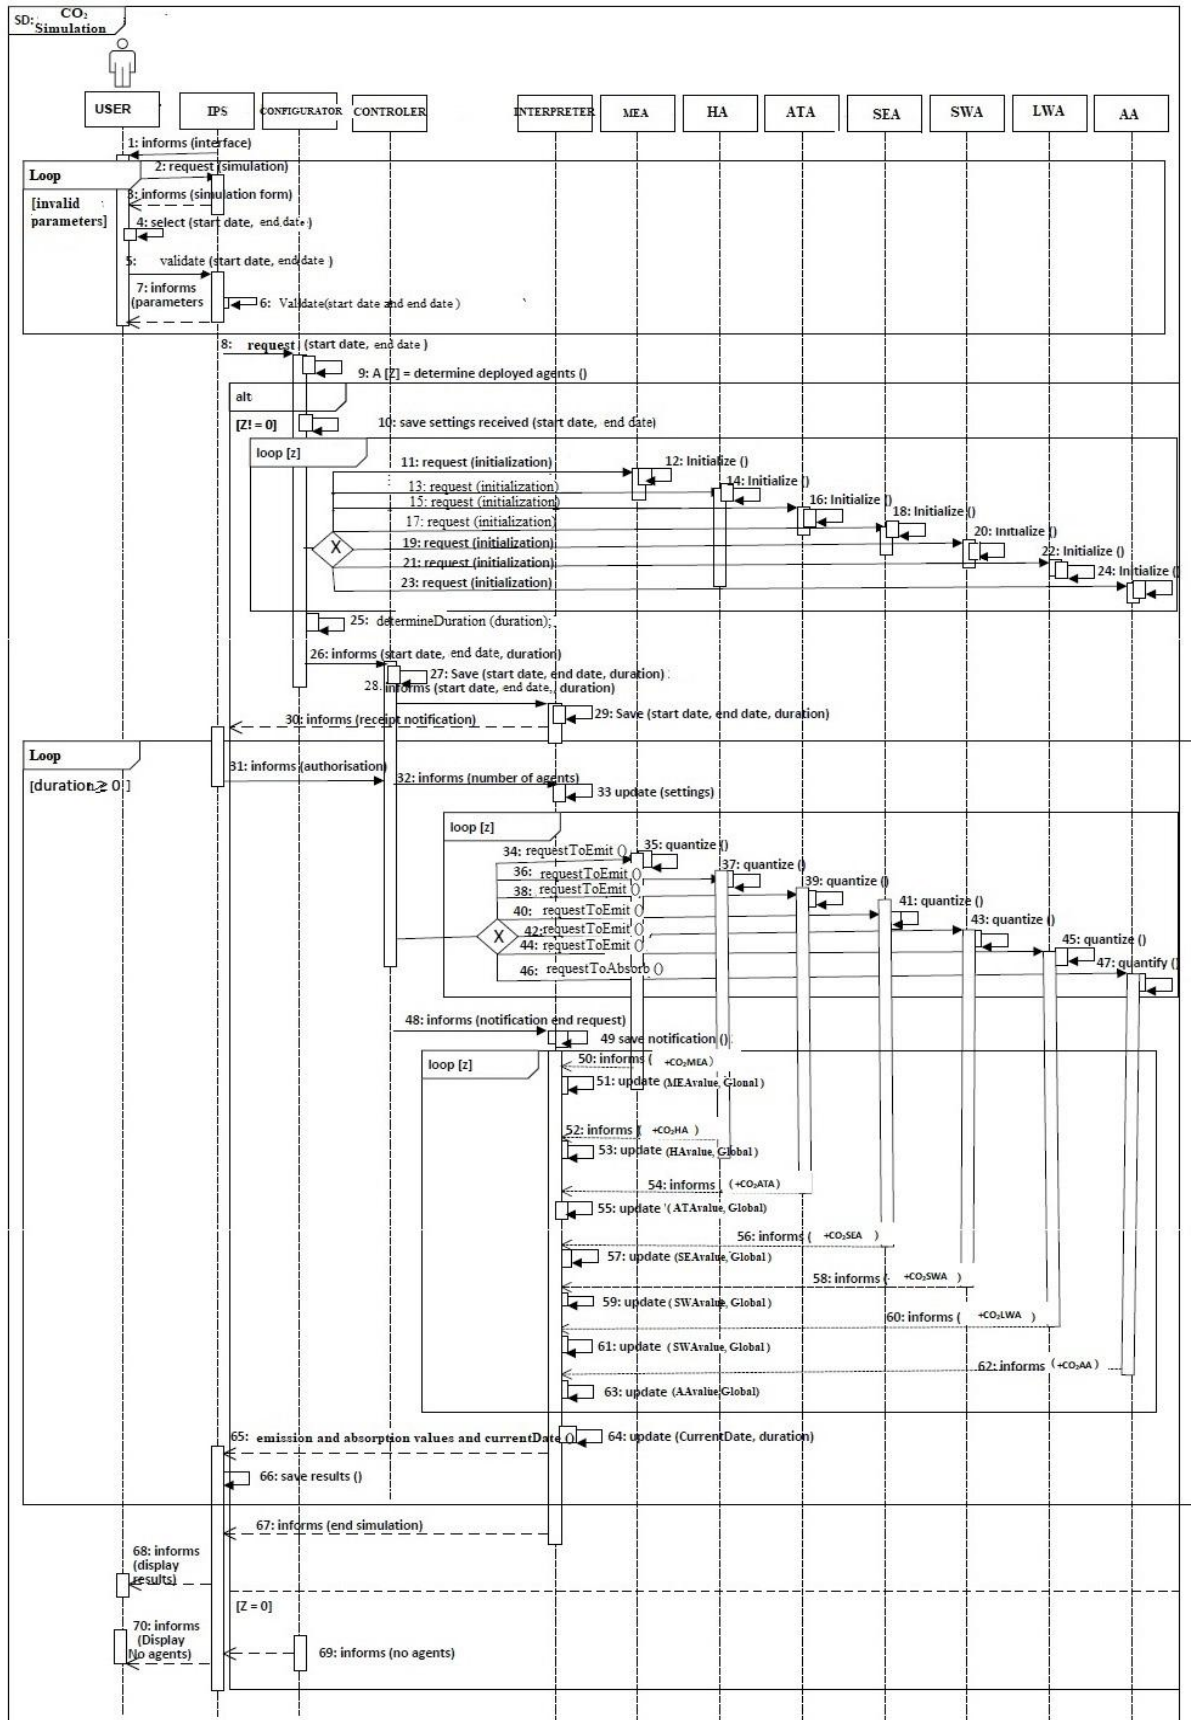 SD: CO₂
Simulation
USER
IPS
CONFIGURATOR
CONTROLER
INTERPRETER
MEA
HA
ATA
SEA
SWA
LWA
AA
1: informs (interface)
Loop
2: request (simulation)
[invalid
parameters]
3: informs (simulation form)
4: select (start date, end date )
5: validate (start date, end date )
7: informs
(parameters
6: Validate(start date and end date )
8: request (start date, end date )
9: A [Z] = determine deployed agents ()
alt
[Z! = 0]
10: save settings received (start date, end date)
loop [z]
11: request (initialization)
12: Initialize ()
13: request (initialization)
14: Initialize ()
15: request (initialization)
16: Initialize ()
17: request (initialization)
18: Initialize ()
X
19: request (initialization)
20: Initialize ()
21: request (initialization)
22: Initialize ()
23: request (initialization)
24: Initialize ()
25: determineDuration (duration);
26: informs (start date, end date, duration)
27: Save (start date, end date, duration)
28. informs (start date, end date, duration)
29: Save (start date, end date, duration)
30: informs (receipt notification)
Loop
[duration ≥ 0 ]
31: informs (authorisation)
32: informs (number of agents)
33 update (settings)
loop [z]
34: requestToEmit ()
35: quantize ()
36: requestToEmit ()
37: quantize ()
38: requestToEmit ()
39: quantize ()
40: requestToEmit ()
41: quantize ()
X
42: requestToEmit ()
43: quantize ()
44: requestToEmit ()
45: quantize ()
46: requestToAbsorb ()
47: quantify ()
48: informs (notification end request)
49 save notification ()
loop [z]
50: informs ( +CO₂MEA)
51: update (MEAvalue, Glonal )
52: informs ( +CO₂HA )
53: update (HAvalue, Global )
54: informs (+CO₂ATA)
55: update ( ATAvalue, Global)
56: informs ( +CO₂SEA )
57: update (SEAvalue, Global )
58: informs ( +CO₂SWA )
59: update ( SWAvalue, Global )
60: informs ( +CO₂LWA )
61: update ( SWAvalue, Global )
62: informs (+CO₂AA )
63: update (AAvalue,Global)
64: update (CurrentDate, duration)
65: emission and absorption values and currentDate ()
66: save results ()
67: informs (end simulation)
68: informs
(display
results)
[Z = 0]
70: informs
(Display
No agents)
69: informs (no agents)